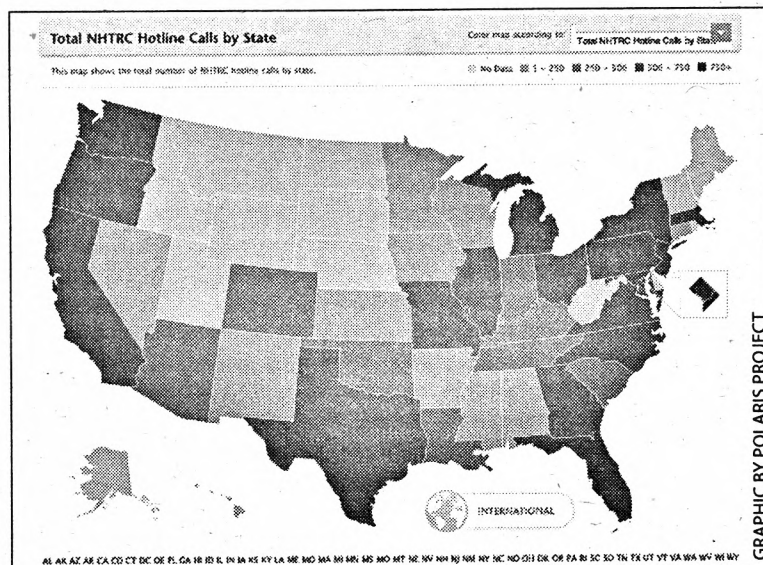 Total NHTRC Hotline Calls by State
Color map according to: Total NHTRC Hotline Calls by State
This map shows the total number of NHTRC hotline calls by state.
No Data 1 - 250 250 - 500 500 - 750 750+
INTERNATIONAL
AL AK AZ AR CA CO CT DC DE FL GA HI ID IL IN IA KS KY LA ME MD MA MI MN MS MO MT NE NV NH NJ NM NY NC ND OH OK OR PA RI SC SD TN TX UT VT VA WA WV WI WY
GRAPHIC BY POLARIS PROJECT